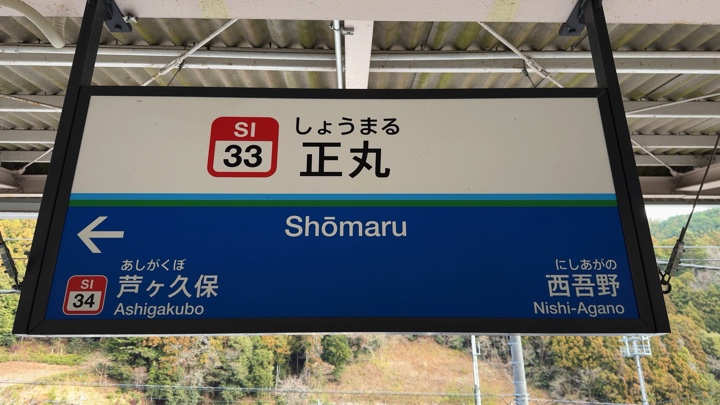 SI
33
しょうまる
正丸
Shōmaru
←
SI
34
あしがくぼ
芦ヶ久保
Ashigakubo
にしあがの
西吾野
Nishi-Agano